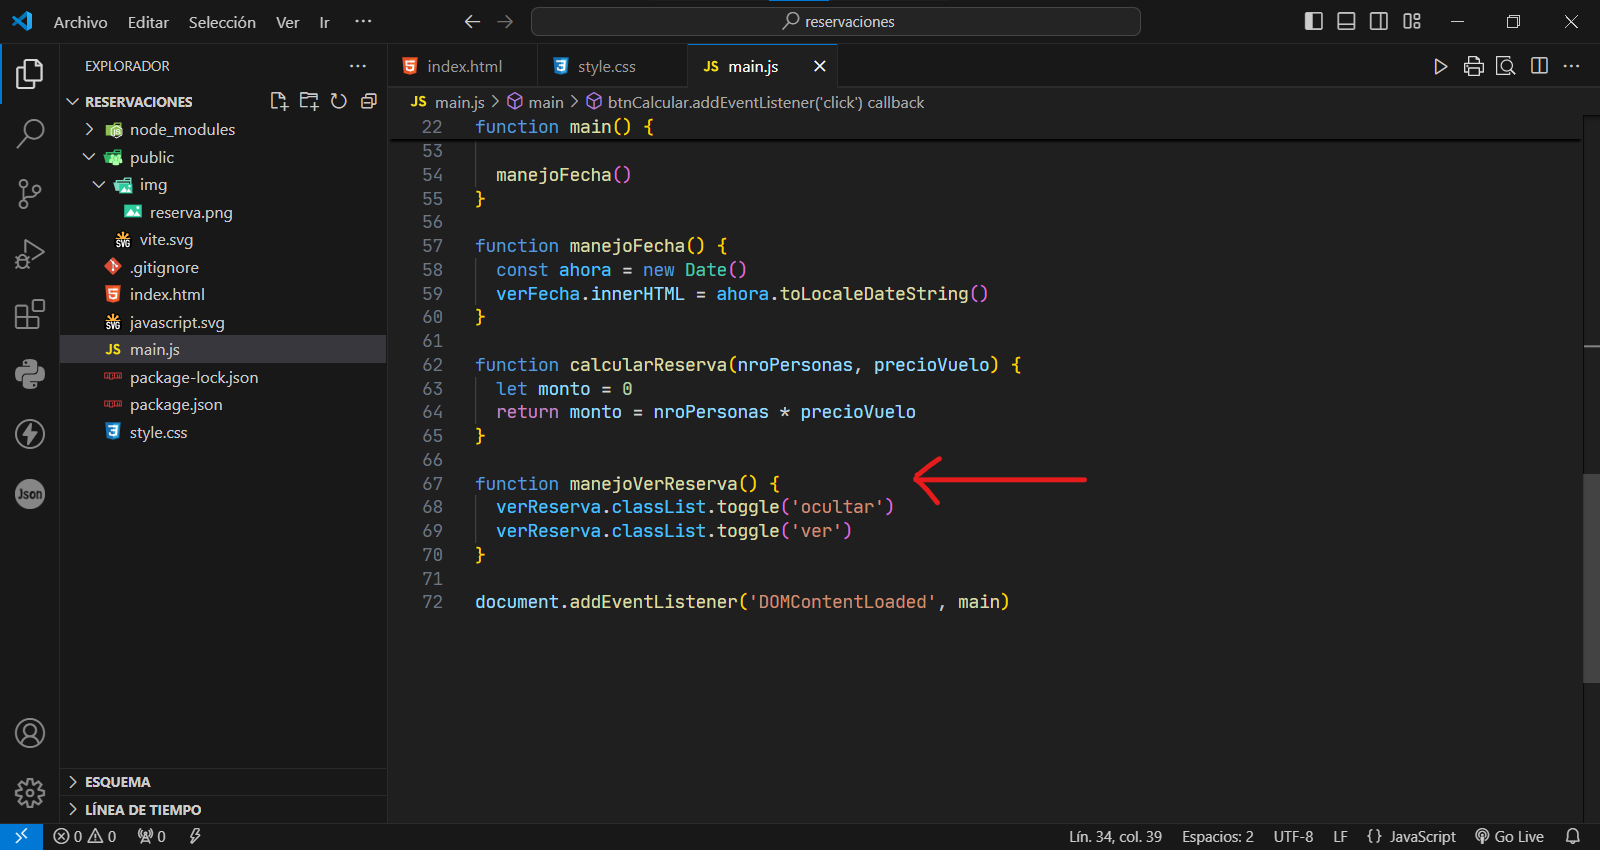 Archivo Editar Selección Ver Ir ··· reservaciones
EXPLORADOR ···
RESERVACIONES
node_modules
public
img
reserva.png
SVG vite.svg
.gitignore
index.html
SVG javascript.svg
JS main.js
package-lock.json
package.json
style.css
Json
ESQUEMA
LÍNEA DE TIEMPO
index.html style.css JS main.js
JS main.js > main > btnCalcular.addEventListener('click') callback
22 function main() {
53
54 manejoFecha()
55 }
56
57 function manejoFecha() {
58 const ahora = new Date()
59 verFecha.innerHTML = ahora.toLocaleDateString()
60 }
61
62 function calcularReserva(nroPersonas, precioVuelo) {
63 let monto = 0
64 return monto = nroPersonas * precioVuelo
65 }
66
67 function manejoVerReserva() {
68 verReserva.classList.toggle('ocultar')
69 verReserva.classList.toggle('ver')
70 }
71
72 document.addEventListener('DOMContentLoaded', main)
0 0 0 Lín. 34, col. 39 Espacios: 2 UTF-8 LF {} JavaScript Go Live